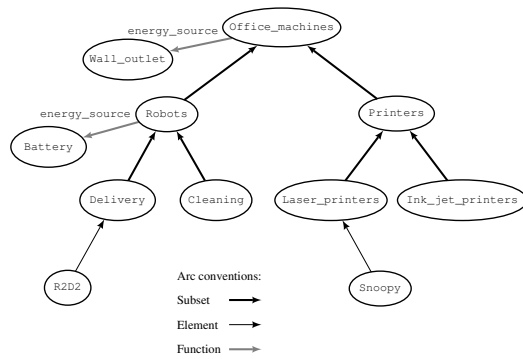 Office_machines
energy_source
Wall_outlet
energy_source
Robots
Printers
Battery
Delivery
Cleaning
Laser_printers
Ink_jet_printers
R2D2
Snoopy
Arc conventions:
Subset
Element
Function